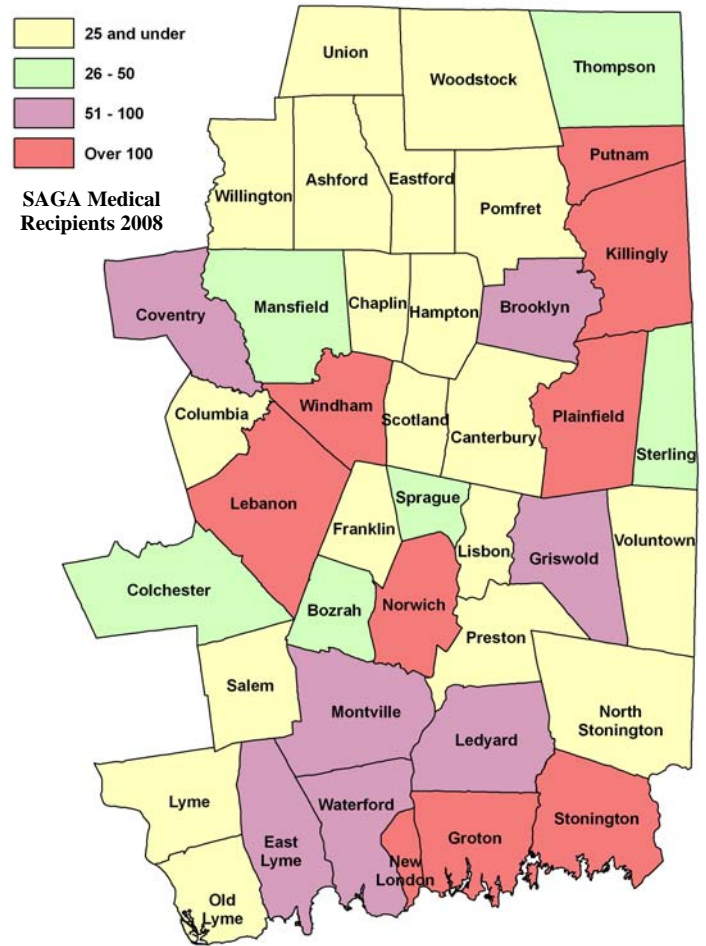 25 and under
26 - 50
51 - 100
Over 100
SAGA Medical
Recipients 2008
Union
Woodstock
Thompson
Putnam
Willington
Ashford
Eastford
Pomfret
Killingly
Coventry
Mansfield
Chaplin
Hampton
Brooklyn
Columbia
Windham
Scotland
Canterbury
Plainfield
Sterling
Lebanon
Franklin
Sprague
Lisbon
Griswold
Voluntown
Colchester
Bozrah
Norwich
Preston
Salem
Montville
Ledyard
North
Stonington
Lyme
East
Lyme
Waterford
New
London
Groton
Stonington
Old
Lyme